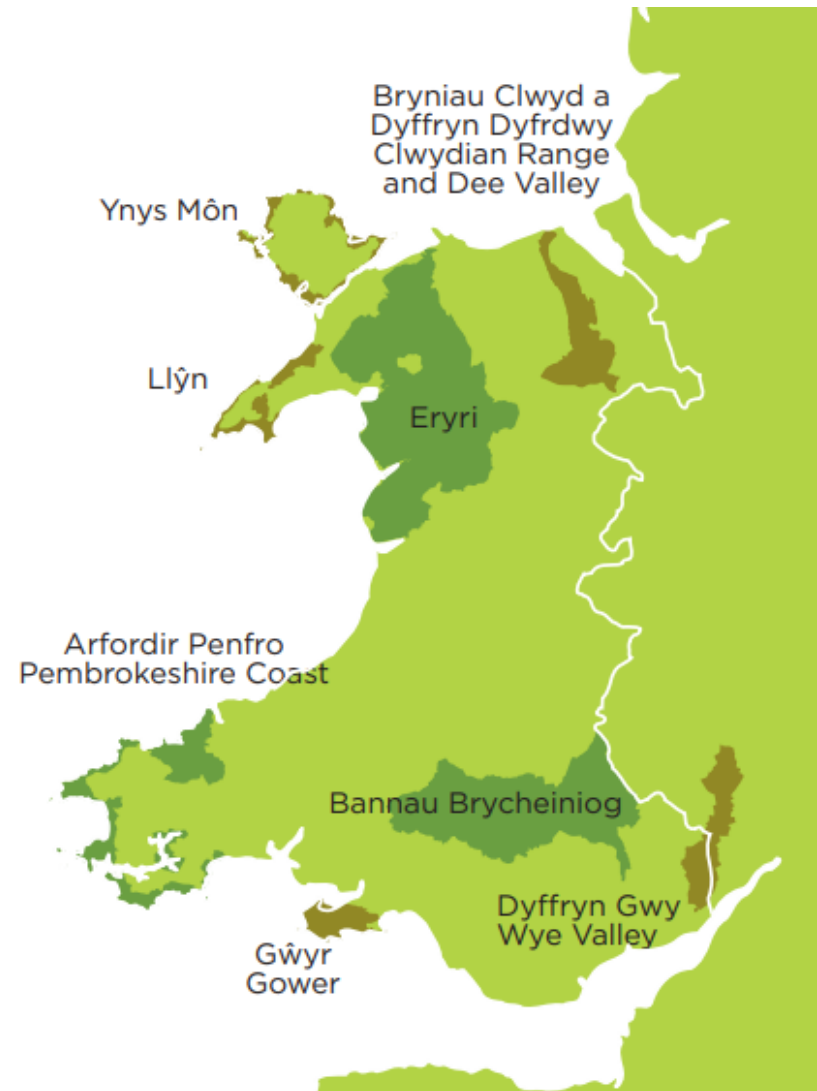 Bryniau Clwyd a
Dyffryn Dyfrdwy
Clwydian Range
and Dee Valley
Ynys Môn
Llŷn
Eryri
Arfordir Penfro
Pembrokeshire Coast
Bannau Brycheiniog
Dyffryn Gwy
Wye Valley
Gŵyr
Gower